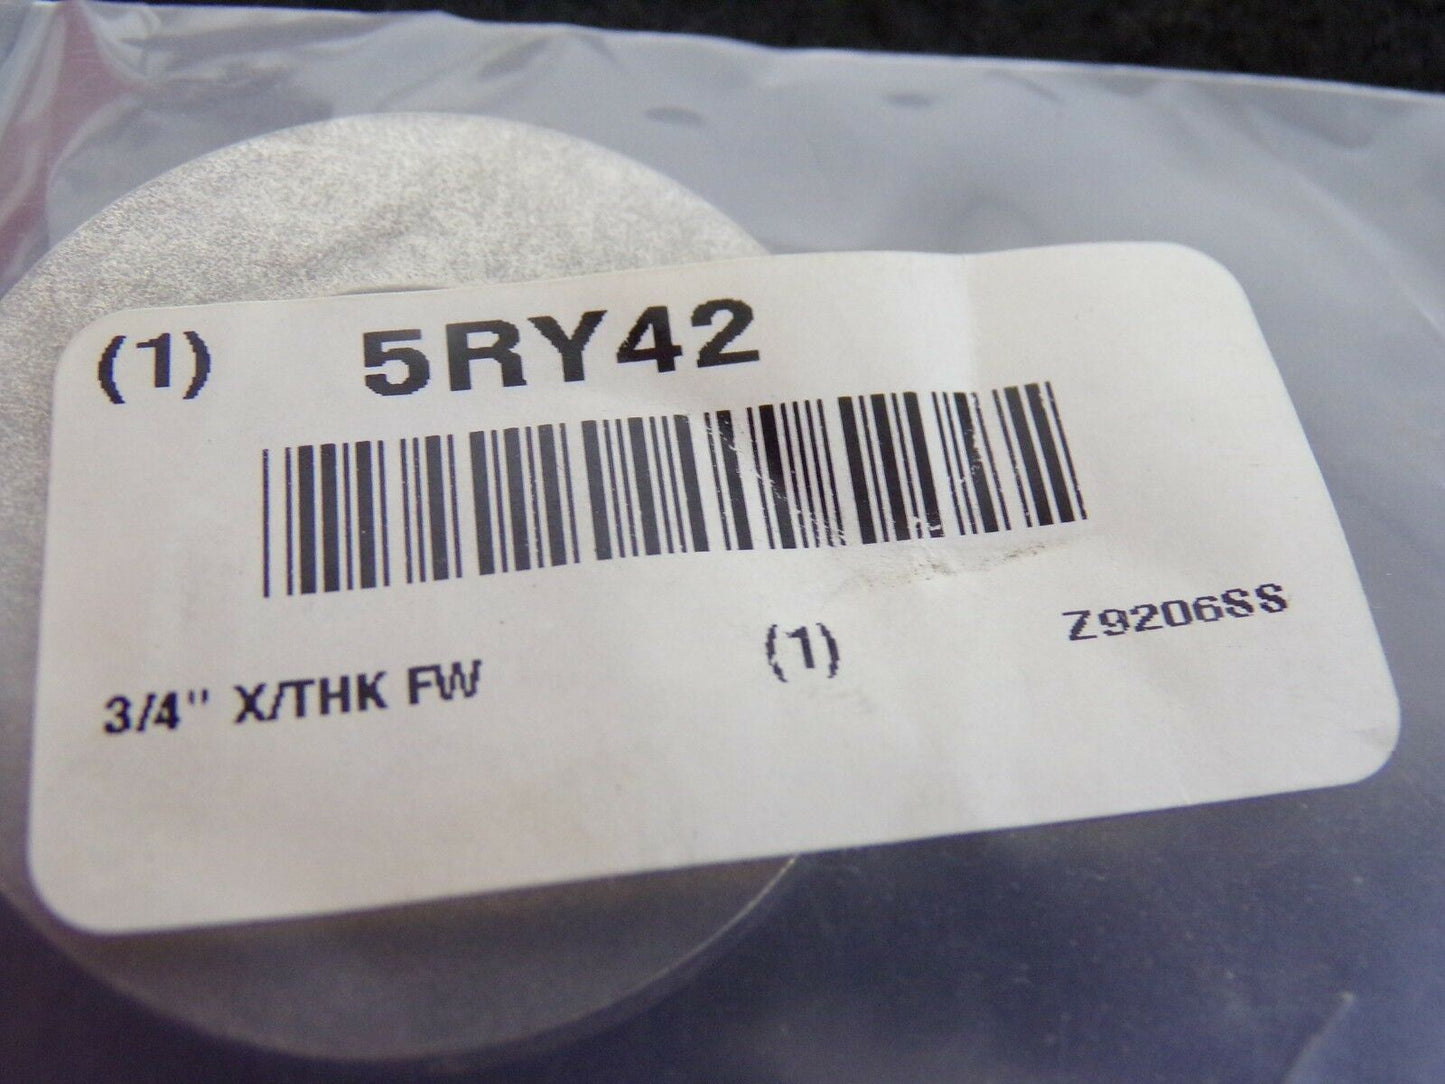 (1) 5RY42
(1) Z9206SS
3/4" X/THK FW